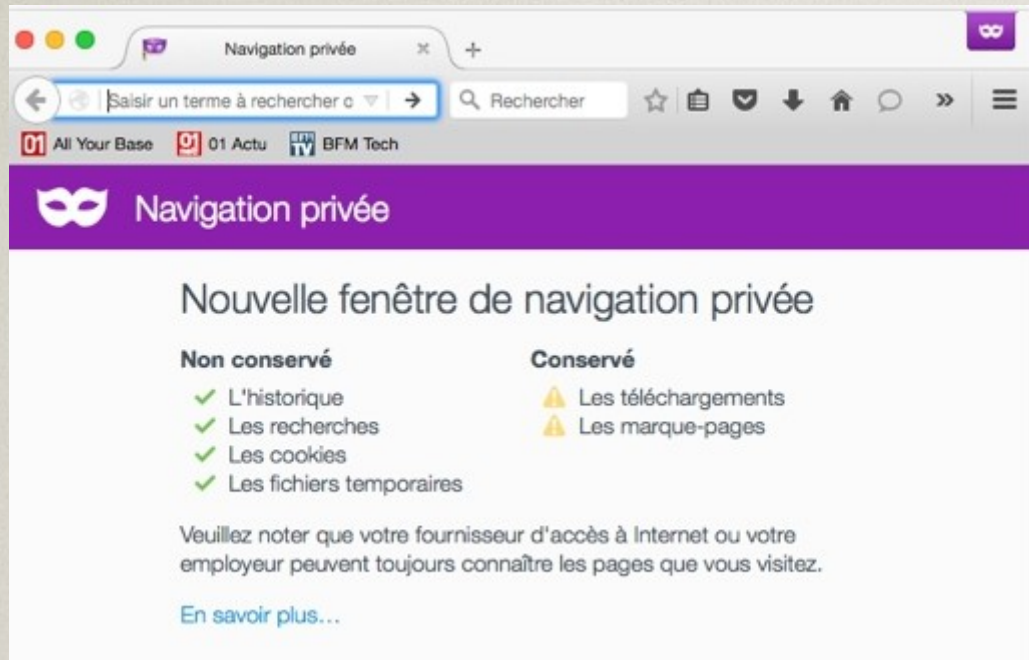 Navigation privée
Saisir un terme à rechercher o
Rechercher
01 All Your Base 01 Actu BFM TV BFM Tech
Navigation privée
Nouvelle fenêtre de navigation privée
Non conservé Conservé
L'historique Les téléchargements
Les recherches Les marque-pages
Les cookies
Les fichiers temporaires
Veuillez noter que votre fournisseur d'accès à Internet ou votre
employeur peuvent toujours connaître les pages que vous visitez.
En savoir plus…